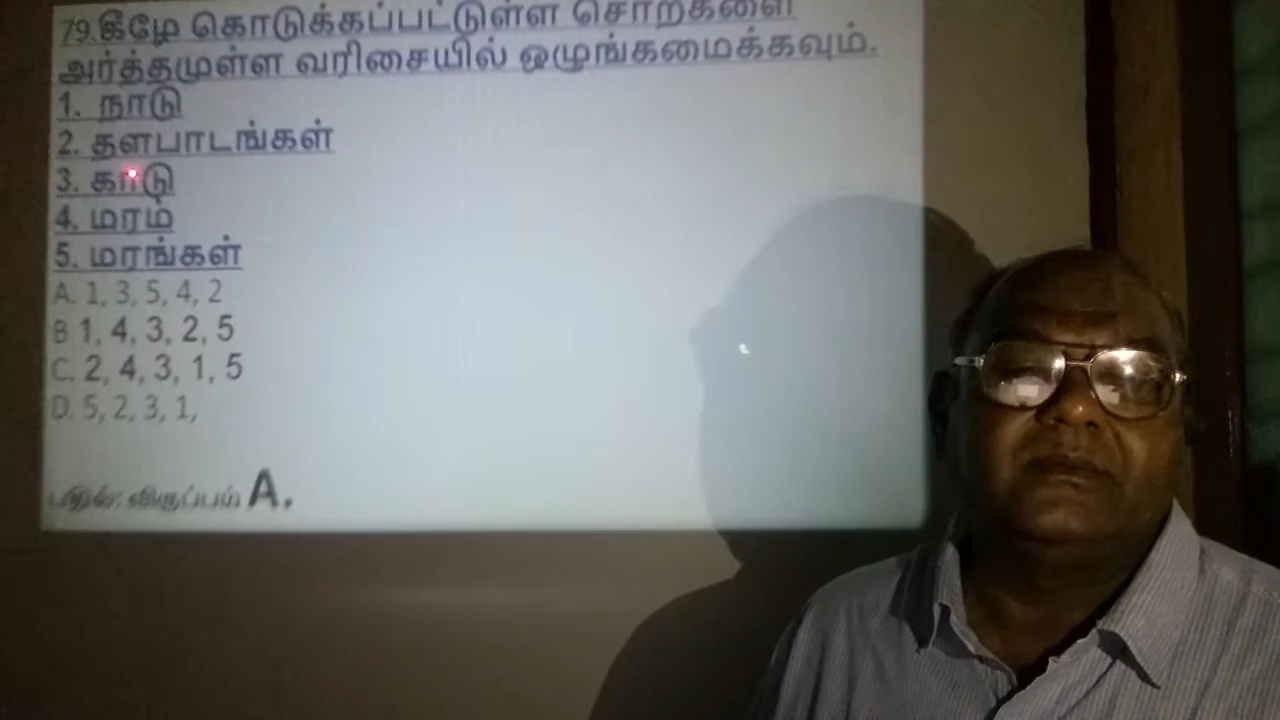 79.கீழே கொடுக்கப்பட்டுள்ள சொற்களை
அர்த்தமுள்ள வரிசையில் ஒழுங்கமைக்கவும்.
1. நாடு
2. தளபாடங்கள்
3. காடு
4. மரம்
5. மரங்கள்
A. 1, 3, 5, 4, 2
B 1, 4, 3, 2, 5
C. 2, 4, 3, 1, 5
D. 5, 2, 3, 1,
பதில்: விருப்பம் A.